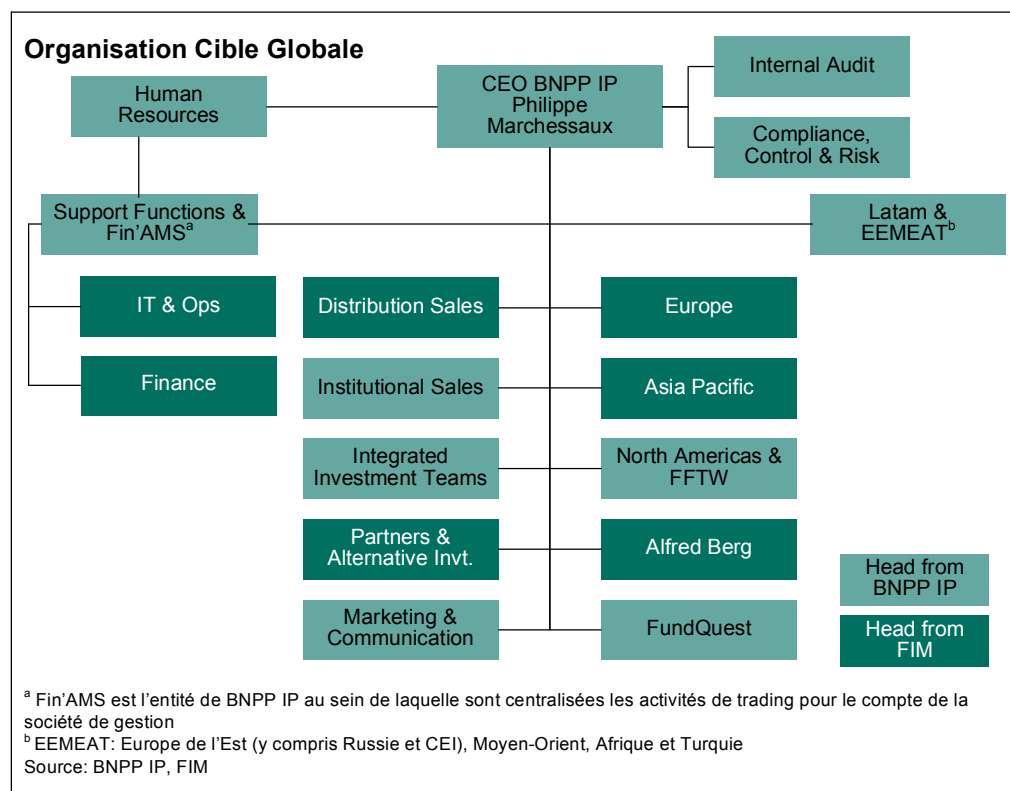 Organisation Cible Globale
Human
Resources
CEO BNPP IP
Philippe
Marchessaux
Internal Audit
Compliance,
Control & Risk
Support Functions &
Fin’AMSᵃ
Latam &
EEMEATᵇ
IT & Ops
Distribution Sales
Europe
Finance
Institutional Sales
Asia Pacific
Integrated
Investment Teams
North Americas &
FFTW
Partners &
Alternative Invt.
Alfred Berg
Head from
BNPP IP
Marketing &
Communication
FundQuest
Head from
FIM
ᵃ Fin’AMS est l’entité de BNPP IP au sein de laquelle sont centralisées les activités de trading pour le compte de la
société de gestion
ᵇ EEMEAT: Europe de l’Est (y compris Russie et CEI), Moyen-Orient, Afrique et Turquie
Source: BNPP IP, FIM